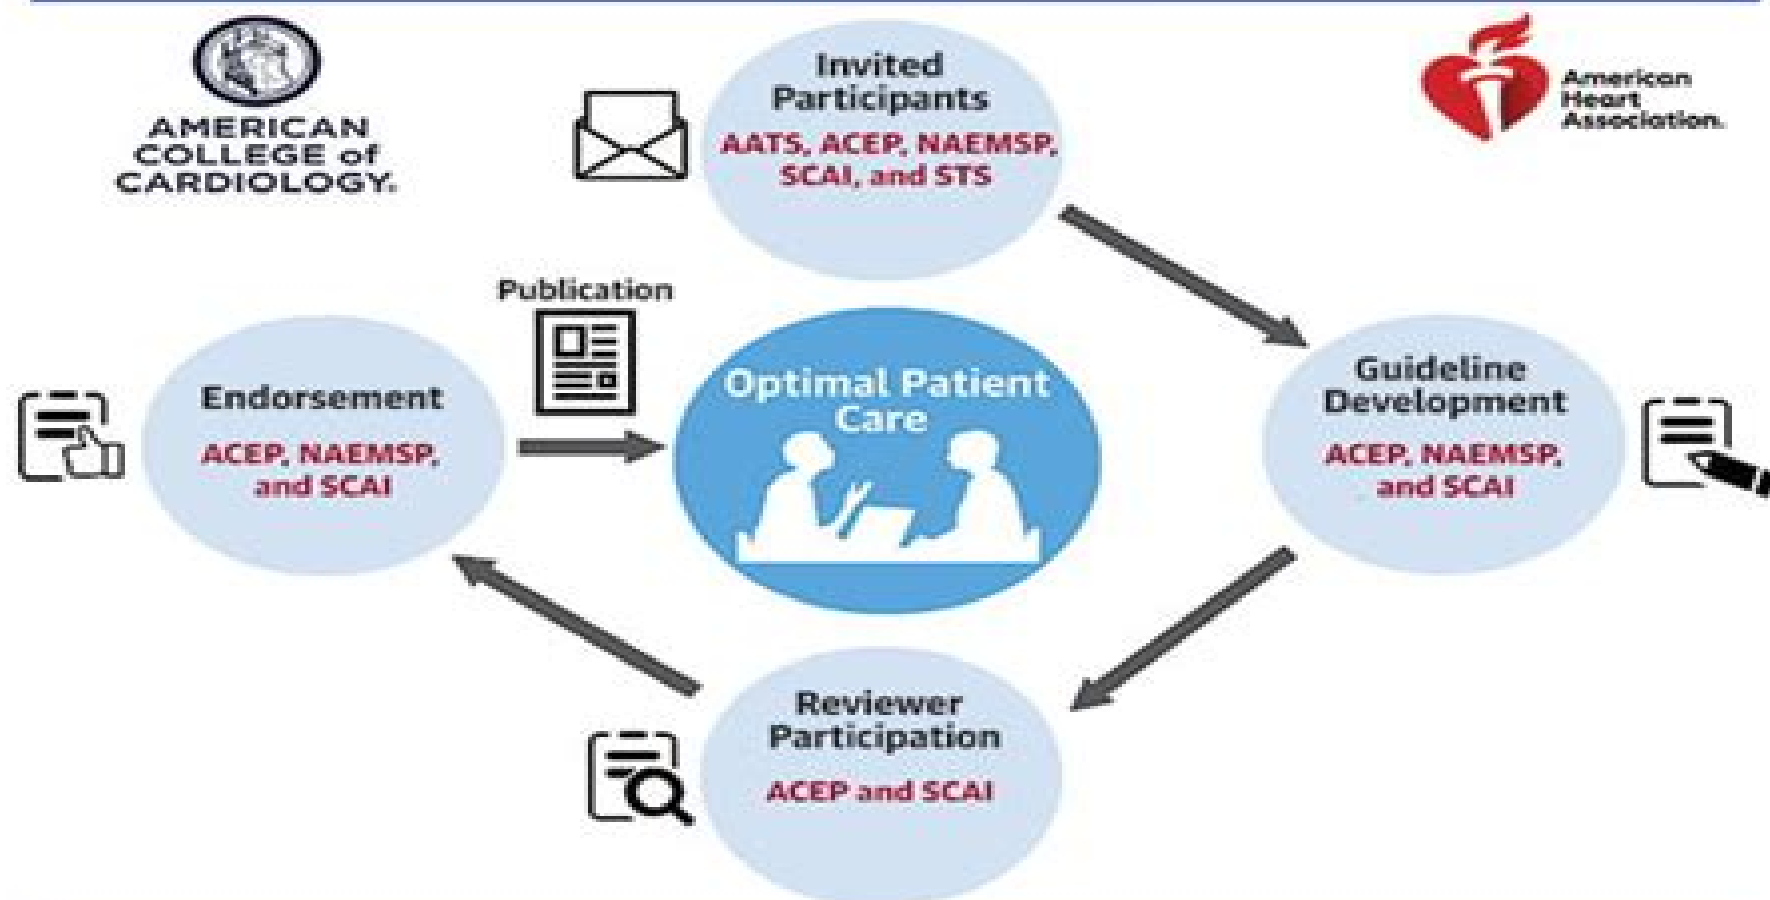 AMERICAN
COLLEGE of
CARDIOLOGY®
Invited
Participants
AATS, ACEP, NAEMSP,
SCAI, and STS
American
Heart
Association.
Publication
Endorsement
ACEP, NAEMSP,
and SCAI
Optimal Patient
Care
Guideline
Development
ACEP, NAEMSP,
and SCAI
Reviewer
Participation
ACEP and SCAI